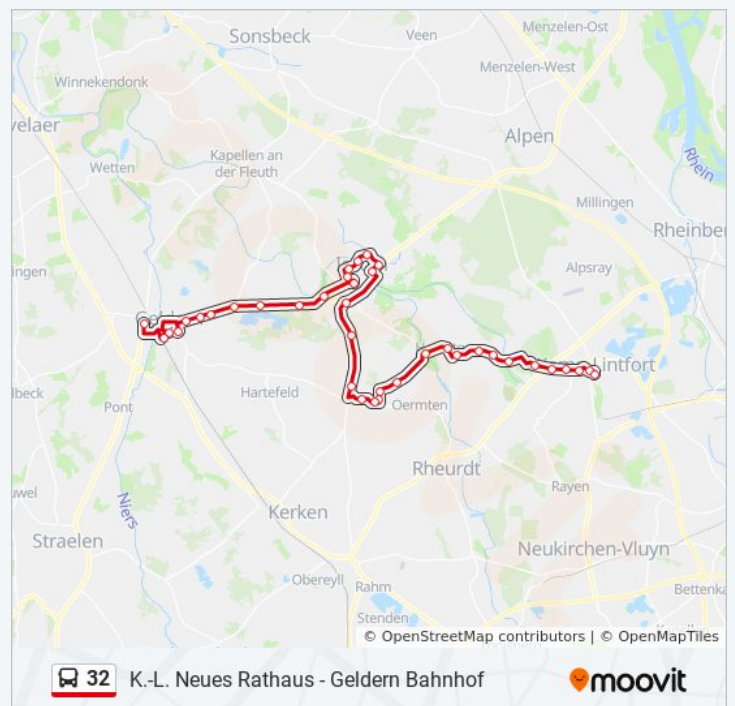 Menzelen-Ost
Sonsbeck
Veen
Menzelen-West
Winnekendonk
velaer
Alpen
Kapellen an
der Fleuth
Wetten
Rhein
Millingen
Rheinber
ingen
Alpsray
Lintfort
lbeck
Hartefeld
Pont
Oermten
Rheurdt
uwel
Rayen
Niers
Kerken
Straelen
Neukirchen-Vluyn
Obereyll
Rahm
Bettenka
Stenden
© OpenStreetMap contributors | © OpenMapTiles
32 K.-L. Neues Rathaus - Geldern Bahnhof
moovit